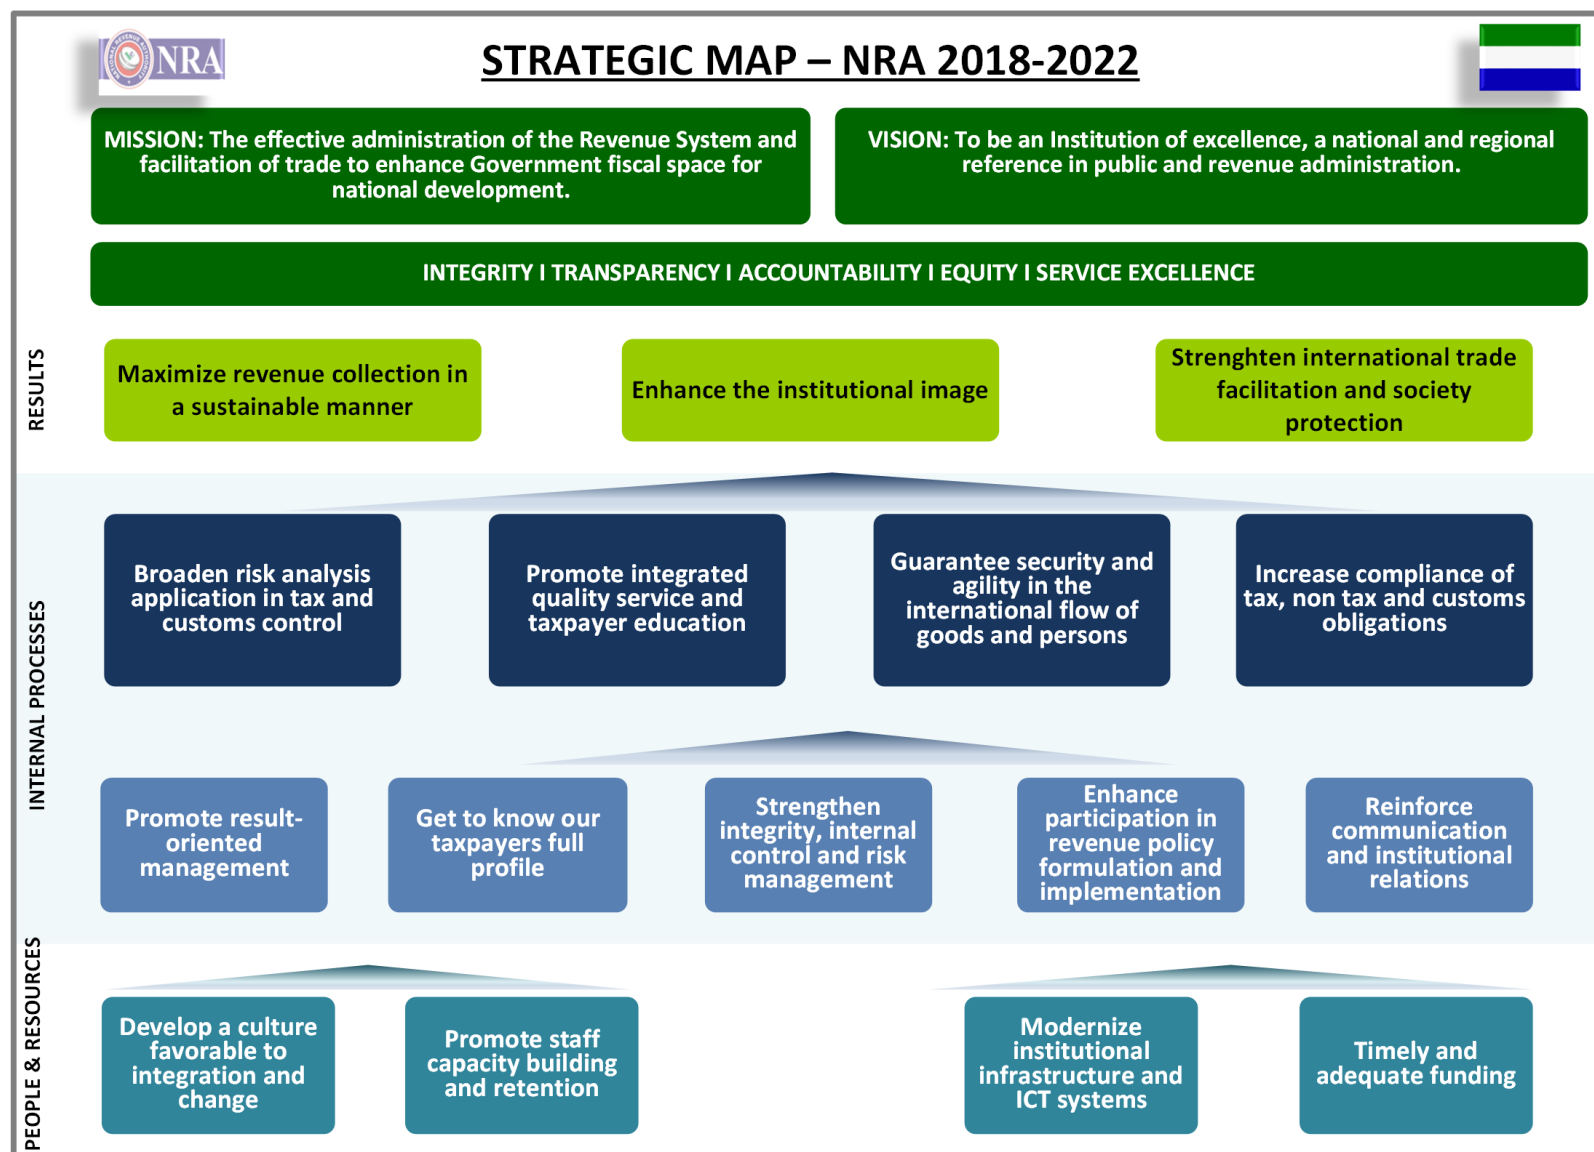 NRA
NATIONAL REVENUE AUTHORITY
STRATEGIC MAP – NRA 2018-2022
MISSION: The effective administration of the Revenue System and
facilitation of trade to enhance Government fiscal space for
national development.
VISION: To be an Institution of excellence, a national and regional
reference in public and revenue administration.
INTEGRITY I TRANSPARENCY I ACCOUNTABILITY I EQUITY I SERVICE EXCELLENCE
RESULTS
Maximize revenue collection in
a sustainable manner
Enhance the institutional image
Strenghten international trade
facilitation and society
protection
INTERNAL PROCESSES
Broaden risk analysis
application in tax and
customs control
Promote integrated
quality service and
taxpayer education
Guarantee security and
agility in the
international flow of
goods and persons
Increase compliance of
tax, non tax and customs
obligations
Promote result-
oriented
management
Get to know our
taxpayers full
profile
Strengthen
integrity, internal
control and risk
management
Enhance
participation in
revenue policy
formulation and
implementation
Reinforce
communication
and institutional
relations
PEOPLE & RESOURCES
Develop a culture
favorable to
integration and
change
Promote staff
capacity building
and retention
Modernize
institutional
infrastructure and
ICT systems
Timely and
adequate funding